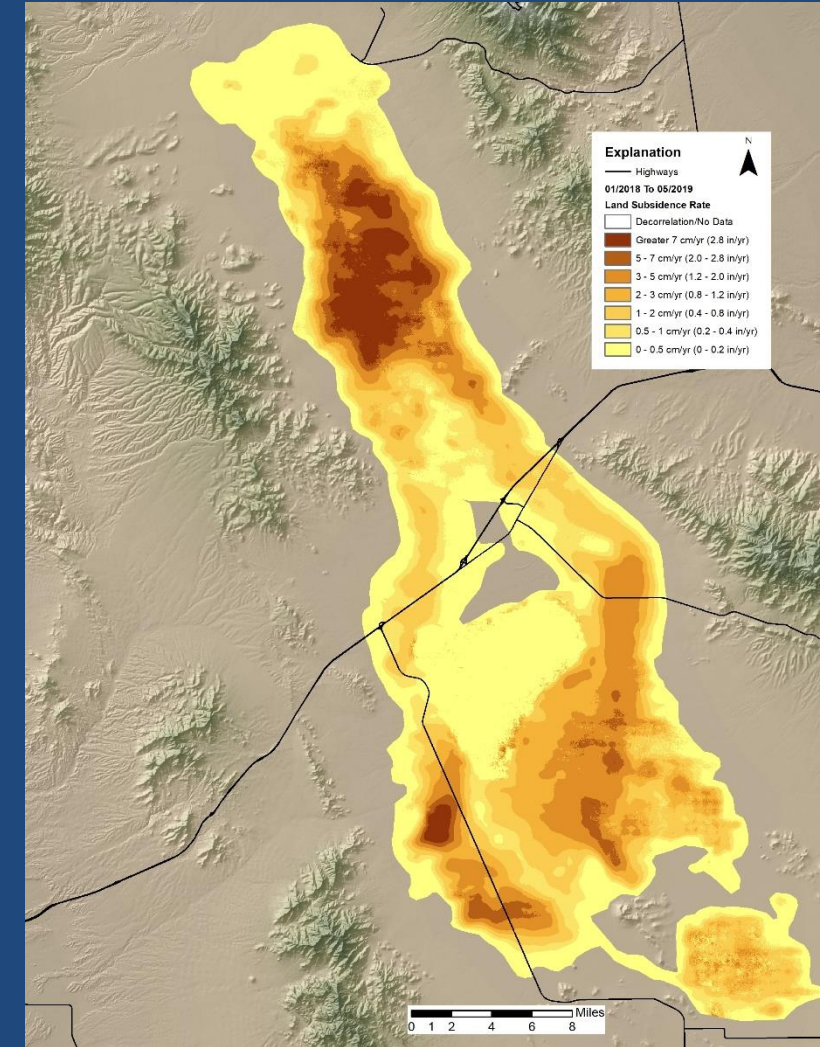 N
Explanation
Highways
01/2018 To 05/2019
Land Subsidence Rate
Decorrelation/No Data
Greater 7 cm/yr (2.8 in/yr)
5 - 7 cm/yr (2.0 - 2.8 in/yr)
3 - 5 cm/yr (1.2 - 2.0 in/yr)
2 - 3 cm/yr (0.8 - 1.2 in/yr)
1 - 2 cm/yr (0.4 - 0.8 in/yr)
0.5 - 1 cm/yr (0.2 - 0.4 in/yr)
0 - 0.5 cm/yr (0 - 0.2 in/yr)
Miles
0 1 2 4 6 8